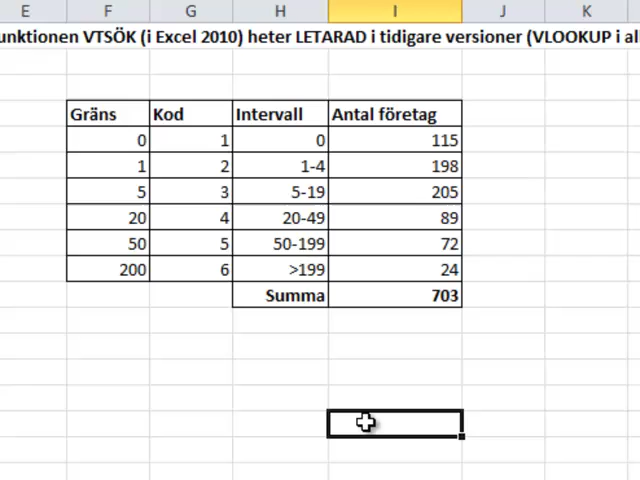 E F G H I J K
unktionen VTSÖK (i Excel 2010) heter LETARAD i tidigare versioner (VLOOKUP i al
Gräns Kod Intervall Antal företag
0 1 0 115
1 2 1-4 198
5 3 5-19 205
20 4 20-49 89
50 5 50-199 72
200 6 >199 24
Summa 703